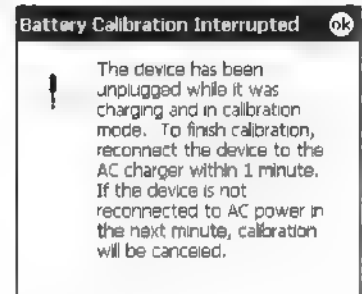 Battery Calibration Interrupted ok
!
The device has been
unplugged while it was
charging and in calibration
mode. To finish calibration,
reconnect the device to the
AC charger within 1 minute.
If the device is not
reconnected to AC power in
the next minute, calibration
will be canceled.